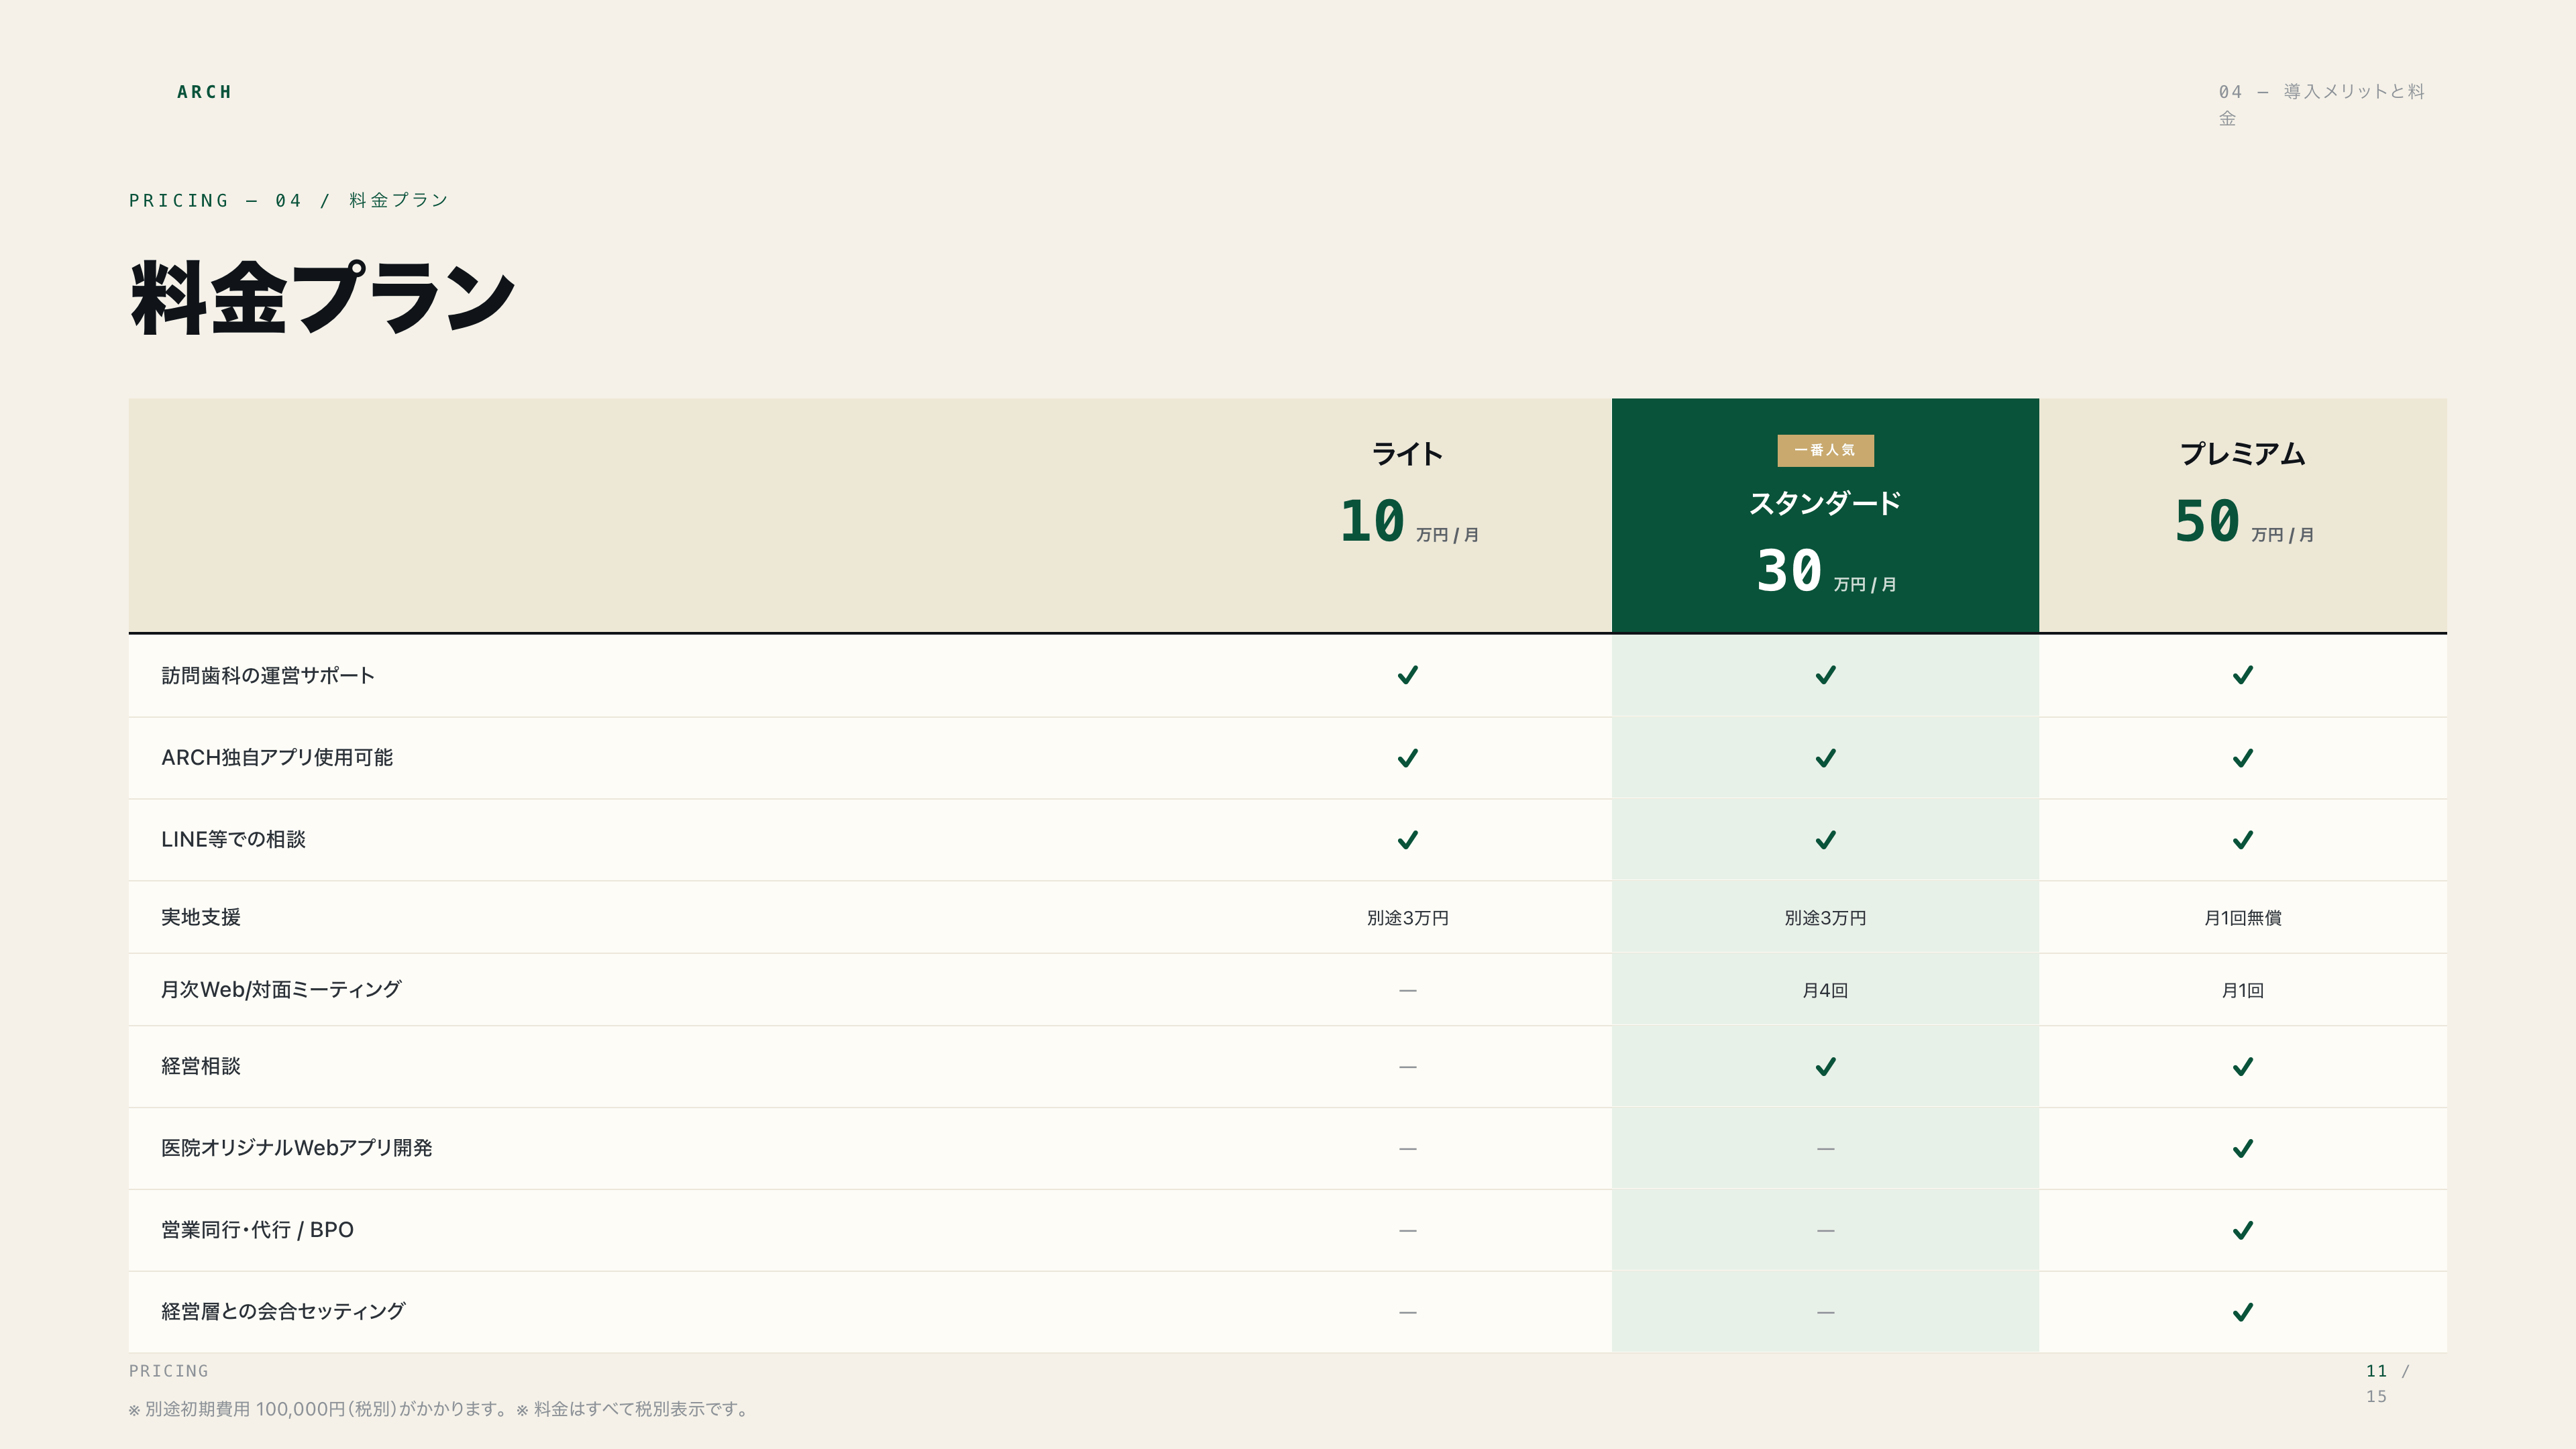 ARCH
04 — 導入メリットと料
金
PRICING — 04 / 料金プラン
料金プラン
ライト
10 万円 / 月
一番人気
スタンダード
30 万円 / 月
プレミアム
50 万円 / 月
訪問歯科の運営サポート ✓ ✓ ✓
ARCH独自アプリ使用可能 ✓ ✓ ✓
LINE等での相談 ✓ ✓ ✓
実地支援 別途3万円 別途3万円 月1回無償
月次Web/対面ミーティング — 月4回 月1回
経営相談 — ✓ ✓
医院オリジナルWebアプリ開発 — — ✓
営業同行・代行 / BPO — — ✓
経営層との会合セッティング — — ✓
PRICING
11 /
15
※ 別途初期費用 100,000円（税別）がかかります。 ※ 料金はすべて税別表示です。